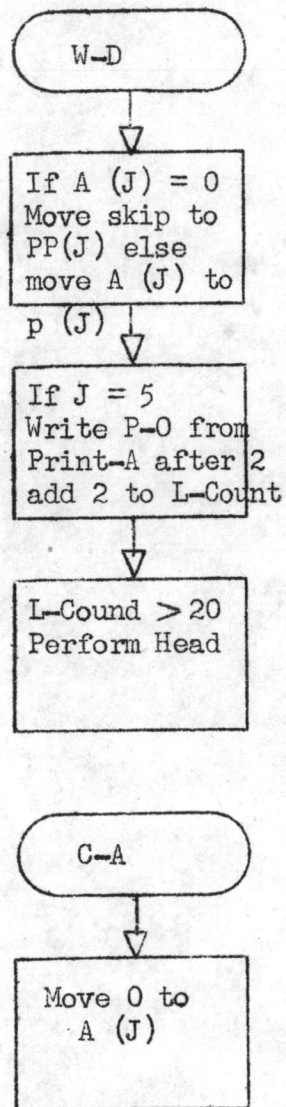 W-D
If A (J) = 0
Move skip to
PP(J) else
move A (J) to
p (J)
If J = 5
Write P-O from
Print-A after 2
add 2 to L-Count
L-Cound > 20
Perform Head
C-A
Move 0 to
A (J)